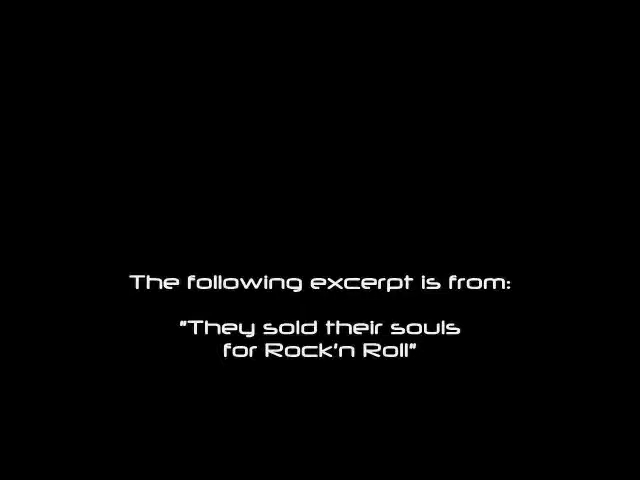 The following excerpt is from:
"They sold their souls
for Rock'n Roll"